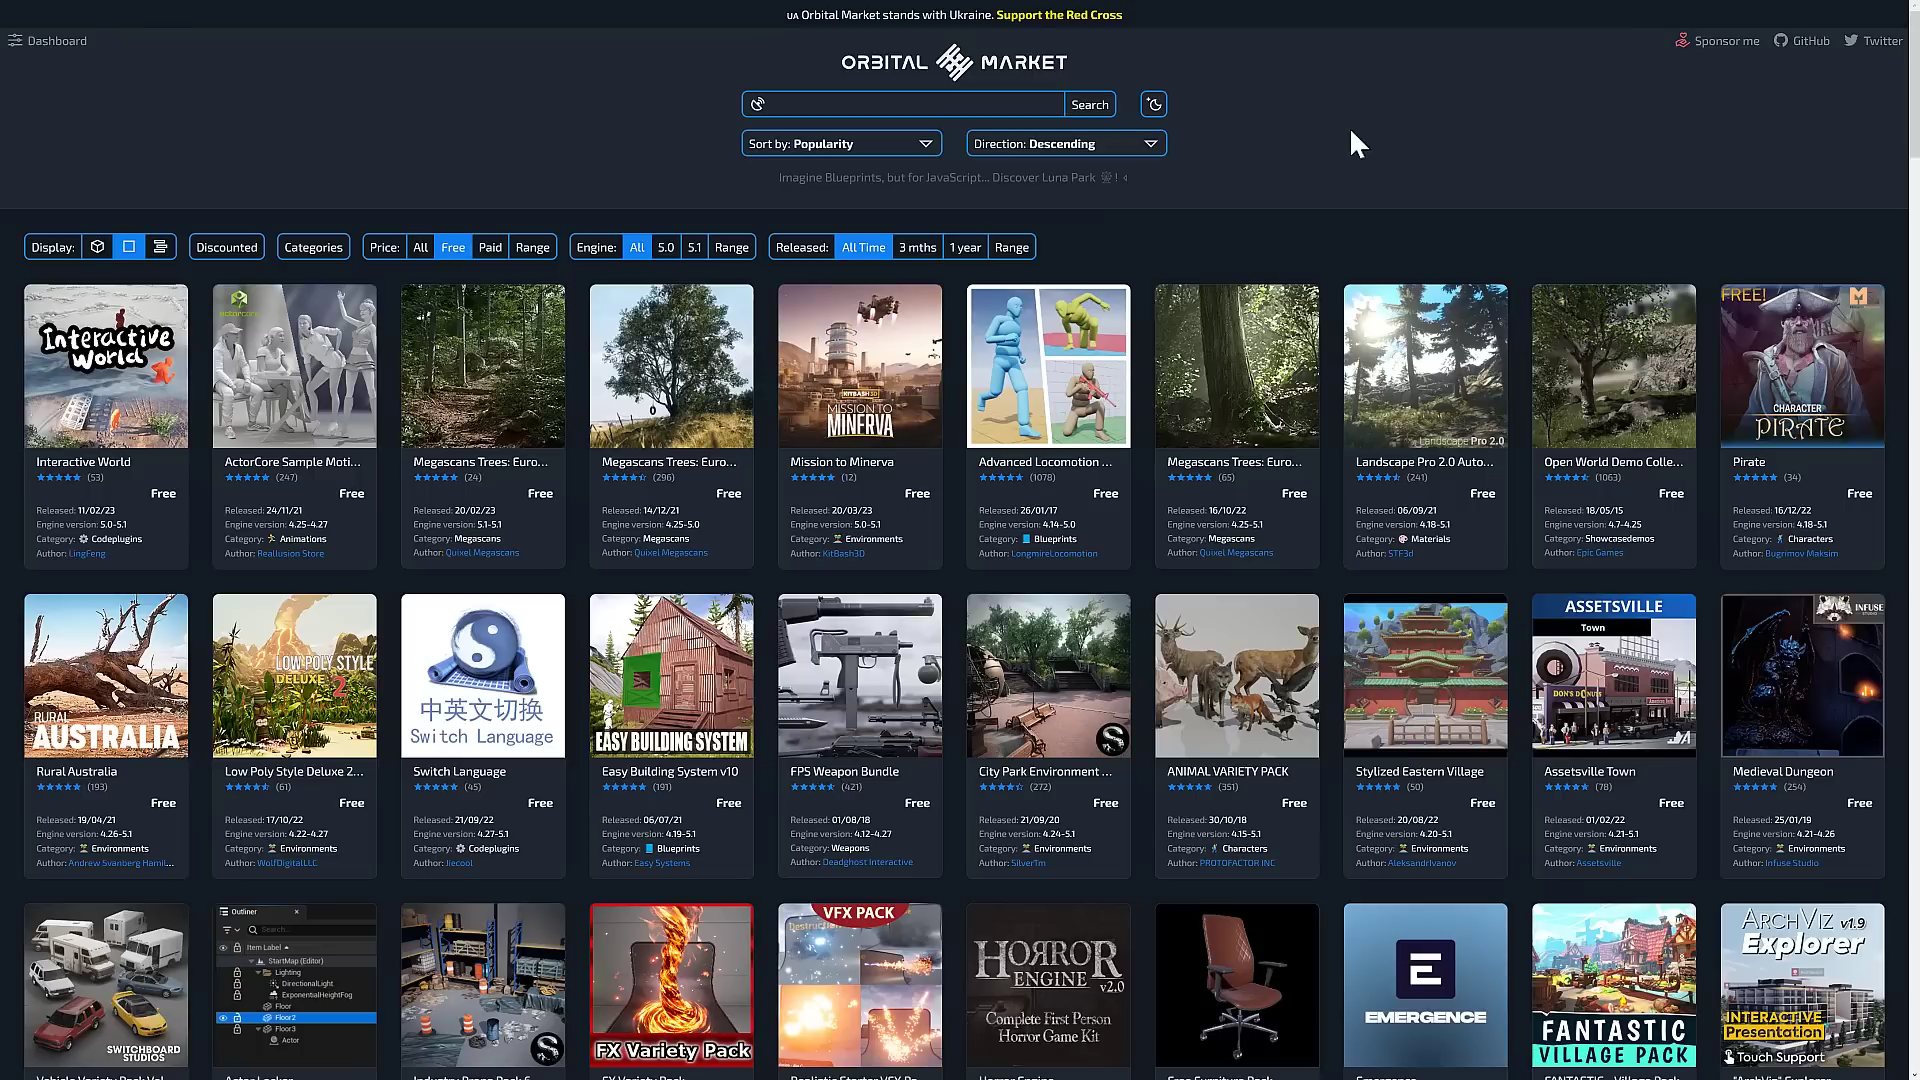 UA Orbital Market stands with Ukraine. Support the Red Cross
Dashboard
Sponsor me
GitHub
Twitter
ORBITAL MARKET
Search
Sort by: Popularity
Direction: Descending
Imagine Blueprints, but for JavaScript... Discover Luna Park ! ‹
Display:
Discounted
Categories
Price: All Free Paid Range
Engine: All 5.0 5.1 Range
Released: All Time 3 mths 1 year Range
Interactive World
actorcore
KITBASH3D
MISSION TO
MINERVA
Landscape Pro 2.0
FREE!
CHARACTER
PIRATE
Interactive World
(53)
Free
Released: 11/02/23
Engine version: 5.0-5.1
Category: Codeplugins
Author: LingFeng
ActorCore Sample Moti...
(247)
Free
Released: 24/11/21
Engine version: 4.25-4.27
Category: Animations
Author: Reallusion Store
Megascans Trees: Euro...
(24)
Free
Released: 20/02/23
Engine version: 5.1-5.1
Category: Megascans
Author: Quixel Megascans
Megascans Trees: Euro...
(296)
Free
Released: 14/12/21
Engine version: 4.25-5.0
Category: Megascans
Author: Quixel Megascans
Mission to Minerva
(12)
Free
Released: 20/03/23
Engine version: 5.0-5.1
Category: Environments
Author: KitBash3D
Advanced Locomotion ...
(1078)
Free
Released: 26/01/17
Engine version: 4.14-5.0
Category: Blueprints
Author: LongmireLocomotion
Megascans Trees: Euro...
(65)
Free
Released: 16/10/22
Engine version: 4.25-5.1
Category: Megascans
Author: Quixel Megascans
Landscape Pro 2.0 Auto...
(241)
Free
Released: 06/09/21
Engine version: 4.18-5.1
Category: Materials
Author: STF3d
Open World Demo Colle...
(1063)
Free
Released: 18/05/15
Engine version: 4.7-4.25
Category: Showcasedemos
Author: Epic Games
Pirate
(34)
Free
Released: 16/12/22
Engine version: 4.18-5.1
Category: Characters
Author: Bugrimov Maksim
RURAL
AUSTRALIA
LOW POLY STYLE
DELUXE 2
中英文切换
Switch Language
EASY BUILDING SYSTEM
ASSETSVILLE
Town
DON'S DONUTS
INFUSE
Rural Australia
(193)
Free
Released: 19/04/21
Engine version: 4.26-5.1
Category: Environments
Author: Andrew Svanberg Hamil...
Low Poly Style Deluxe 2...
(61)
Free
Released: 17/10/22
Engine version: 4.22-4.27
Category: Environments
Author: WolfDigitalLLC
Switch Language
(45)
Free
Released: 21/09/22
Engine version: 4.27-5.1
Category: Codeplugins
Author: Jiecool
Easy Building System v10
(191)
Free
Released: 06/07/21
Engine version: 4.19-5.1
Category: Blueprints
Author: Easy Systems
FPS Weapon Bundle
(421)
Free
Released: 01/08/18
Engine version: 4.12-4.27
Category: Weapons
Author: Deadghost Interactive
City Park Environment ...
(272)
Free
Released: 21/09/20
Engine version: 4.24-5.1
Category: Environments
Author: SilverTm
ANIMAL VARIETY PACK
(351)
Free
Released: 30/10/18
Engine version: 4.15-5.1
Category: Characters
Author: PROTOFACTOR INC
Stylized Eastern Village
(50)
Free
Released: 20/08/22
Engine version: 4.20-5.1
Category: Environments
Author: AleksandrIvanov
Assetsville Town
(78)
Free
Released: 01/02/22
Engine version: 4.21-5.1
Category: Environments
Author: Assetsville
Medieval Dungeon
(254)
Free
Released: 25/01/19
Engine version: 4.21-4.26
Category: Environments
Author: Infuse Studio
SWITCHBOARD
STUDIOS
Outliner
Search...
Item Label
StartMap (Editor)
Lighting
DirectionalLight
ExponentialHeightFog
Floor
Floor2
Floor3
Actor
FX Variety Pack
VFX PACK
HORROR
ENGINE v2.0
Complete First Person
Horror Game Kit
EMERGENCE
FANTASTIC
VILLAGE PACK
ARCHVIZ v1.9
Explorer
INTERACTIVE
Presentation
Touch Support